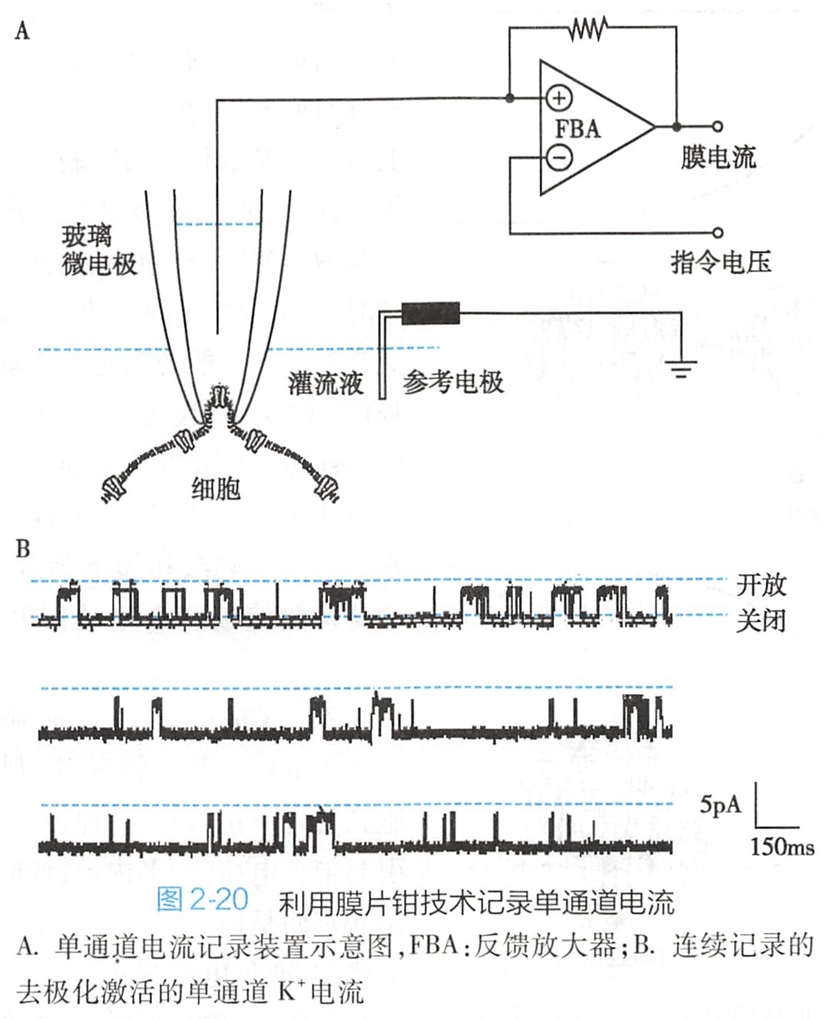 A
+
FBA
−
膜电流
玻璃
微电极
指令电压
灌流液
参考电极
细胞
B
开放
关闭
5pA
150ms
图 2-20 利用膜片钳技术记录单通道电流
A. 单通道电流记录装置示意图,FBA:反馈放大器;B. 连续记录的
去极化激活的单通道 K⁺电流